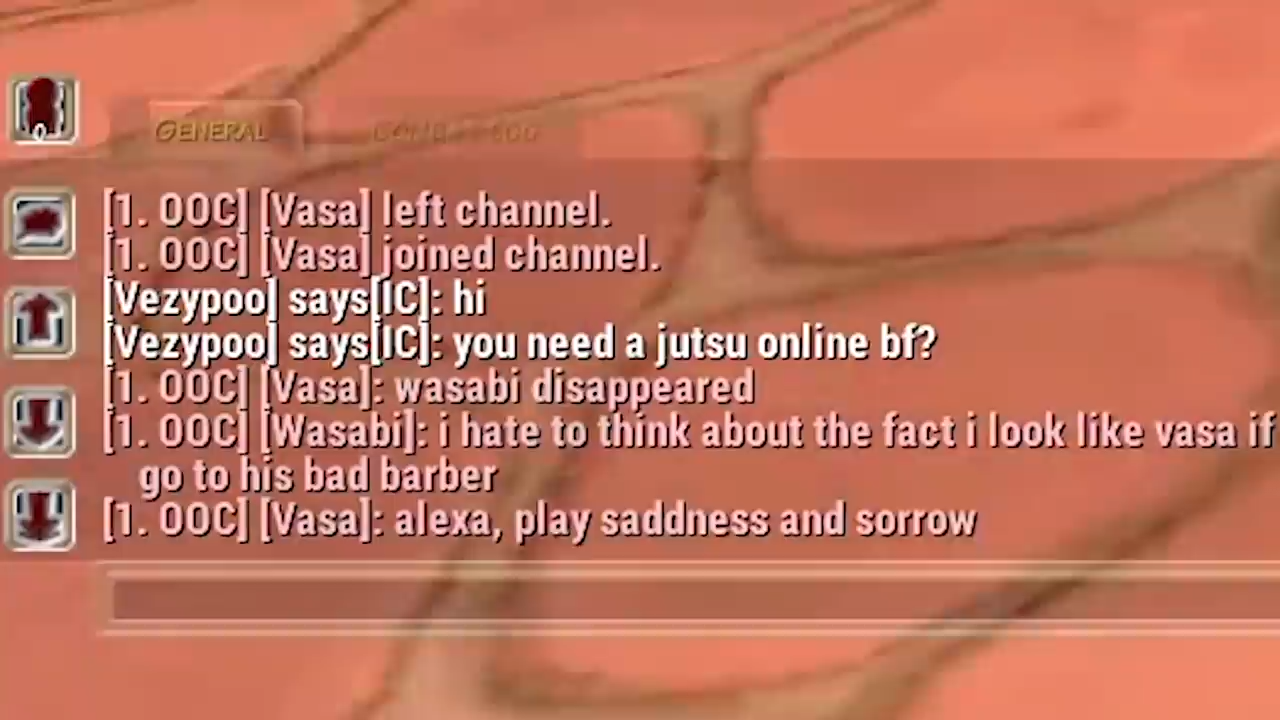 GENERAL
COMBAT LOG
[1. OOC] [Vasa] left channel.
[1. OOC] [Vasa] joined channel.
[Vezypoo] says[IC]: hi
[Vezypoo] says[IC]: you need a jutsu online bf?
[1. OOC] [Vasa]: wasabi disappeared
[1. OOC] [Wasabi]: i hate to think about the fact i look like vasa if
go to his bad barber
[1. OOC] [Vasa]: alexa, play saddness and sorrow